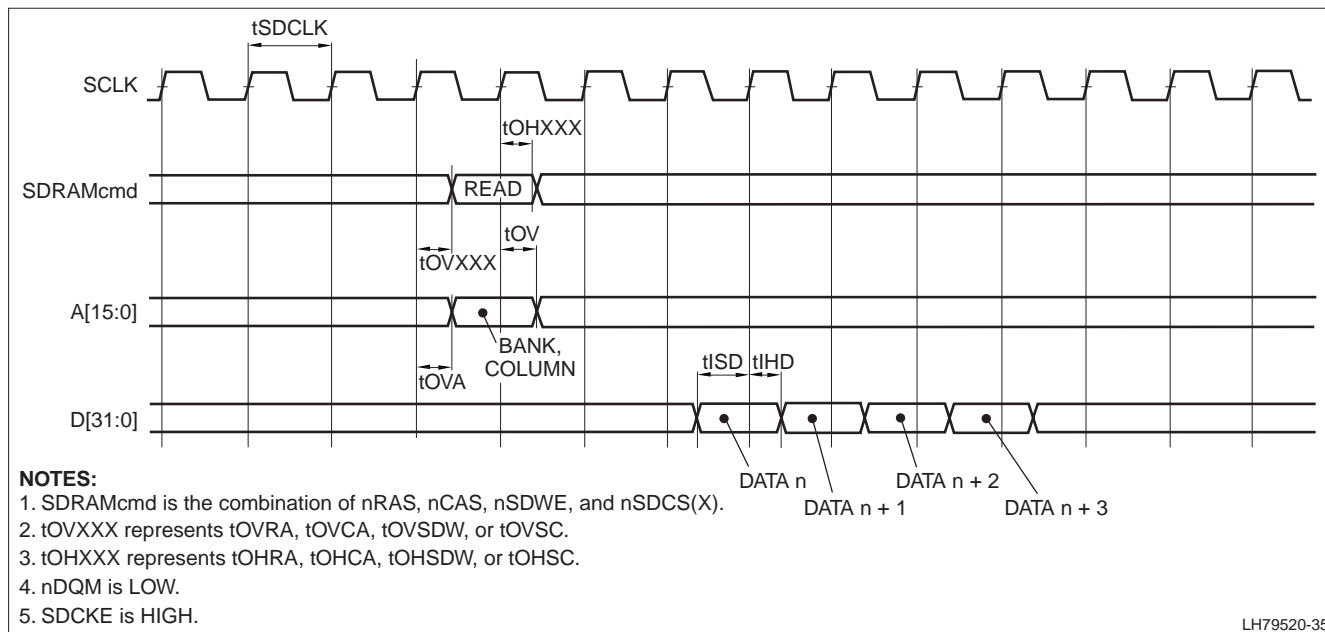 tSDCLK
SCLK
tOHXXX
SDRAMcmd
READ
tOVXXX
tOV
A[15:0]
BANK,
COLUMN
tOVA
tISD
tIHD
D[31:0]
DATA n
DATA n + 1
DATA n + 2
DATA n + 3
NOTES:
1. SDRAMcmd is the combination of nRAS, nCAS, nSDWE, and nSDCS(X).
2. tOVXXX represents tOVRA, tOVCA, tOVSDW, or tOVSC.
3. tOHXXX represents tOHRA, tOHCA, tOHSDW, or tOHSC.
4. nDQM is LOW.
5. SDCKE is HIGH.
LH79520-35